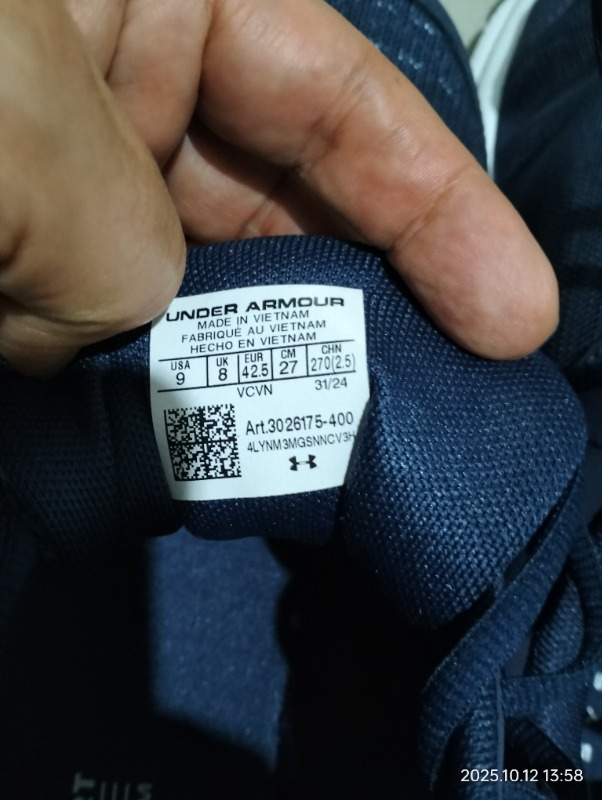 UNDER ARMOUR
MADE IN VIETNAM
FABRIQUÉ AU VIETNAM
HECHO EN VIETNAM
USA UK EUR CM CHN
9 8 42.5 27 270(2.5)
VCVN 31/24
Art.3026175-400
4LYNM3MGSNNCV3H
2025.10.12 13:58